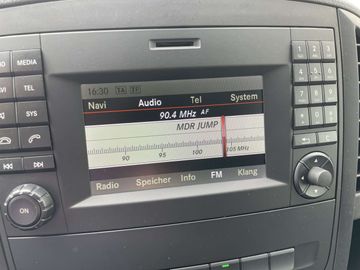 16:30 TA TP
Navi Audio Tel System
90.4 MHz AF
MDR JUMP
90 95 100 105 MHz
Radio Speicher Info FM Klang
MEDIA
TEL
SYS
ON